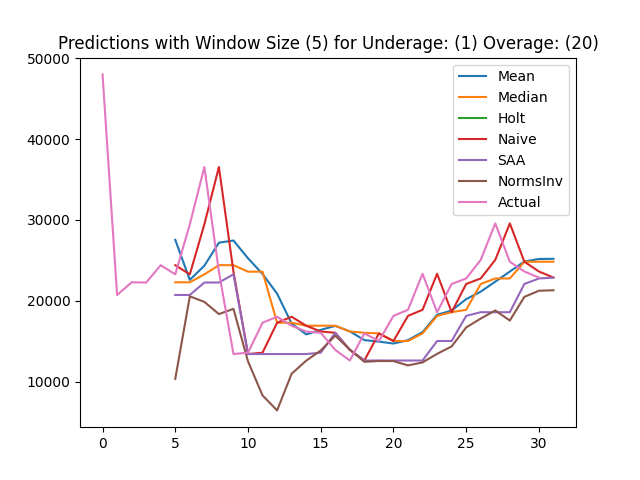 Predictions with Window Size (5) for Underage: (1) Overage: (20)
50000
40000
30000
20000
10000
0
5
10
15
20
25
30
Mean
Median
Holt
Naive
SAA
NormsInv
Actual